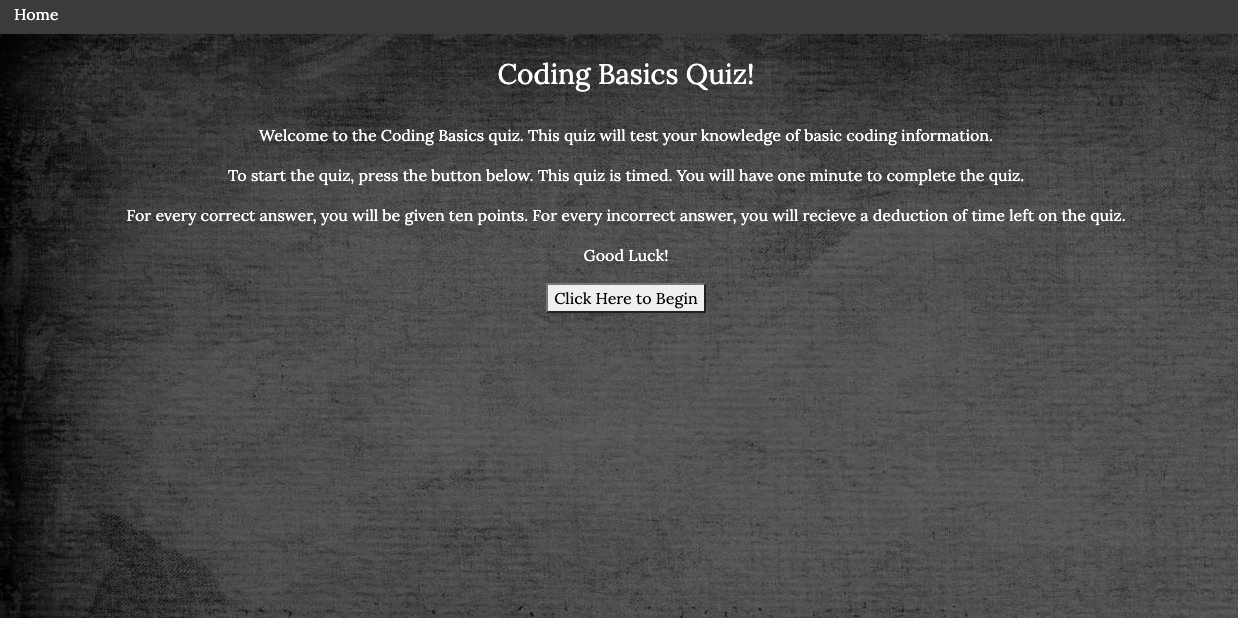 Home
Coding Basics Quiz!
Welcome to the Coding Basics quiz. This quiz will test your knowledge of basic coding information.
To start the quiz, press the button below. This quiz is timed. You will have one minute to complete the quiz.
For every correct answer, you will be given ten points. For every incorrect answer, you will recieve a deduction of time left on the quiz.
Good Luck!
Click Here to Begin